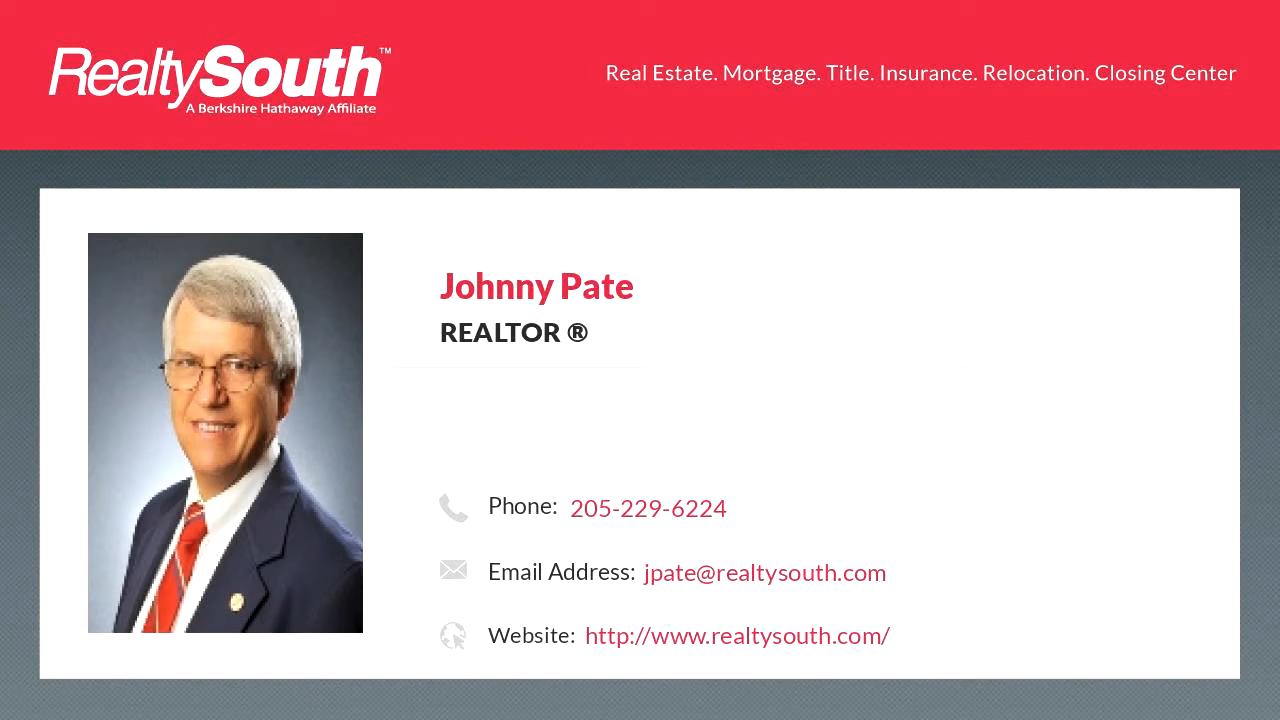 RealtySouth™
A Berkshire Hathaway Affiliate
Real Estate. Mortgage. Title. Insurance. Relocation. Closing Center
Johnny Pate
REALTOR ®
Phone: 205-229-6224
Email Address: jpate@realtysouth.com
Website: http://www.realtysouth.com/